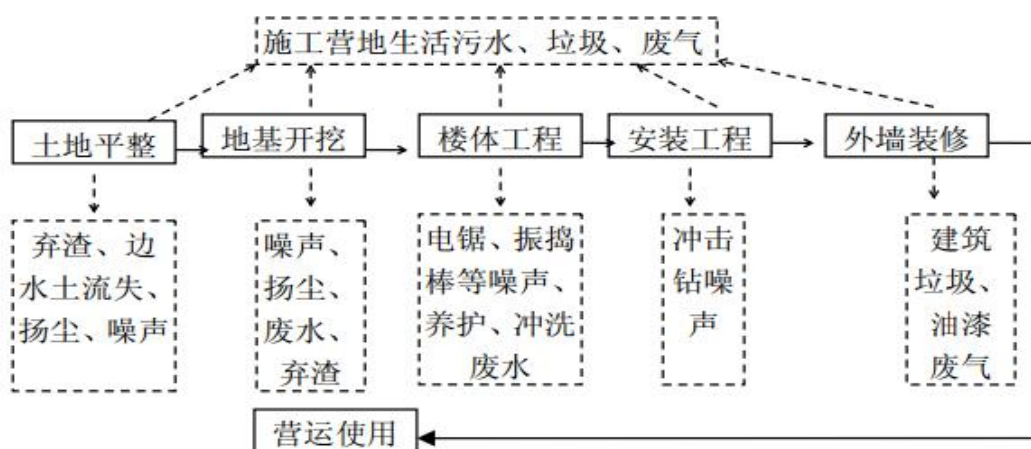 施工营地生活污水、垃圾、废气
土地平整
地基开挖
楼体工程
安装工程
外墙装修
弃渣、边
水土流失、
扬尘、噪声
噪声、
扬尘、
废水、
弃渣
电锯、振捣
棒等噪声、
养护、冲洗
废水
冲击
钻噪
声
建筑
垃圾、
油漆
废气
营运使用